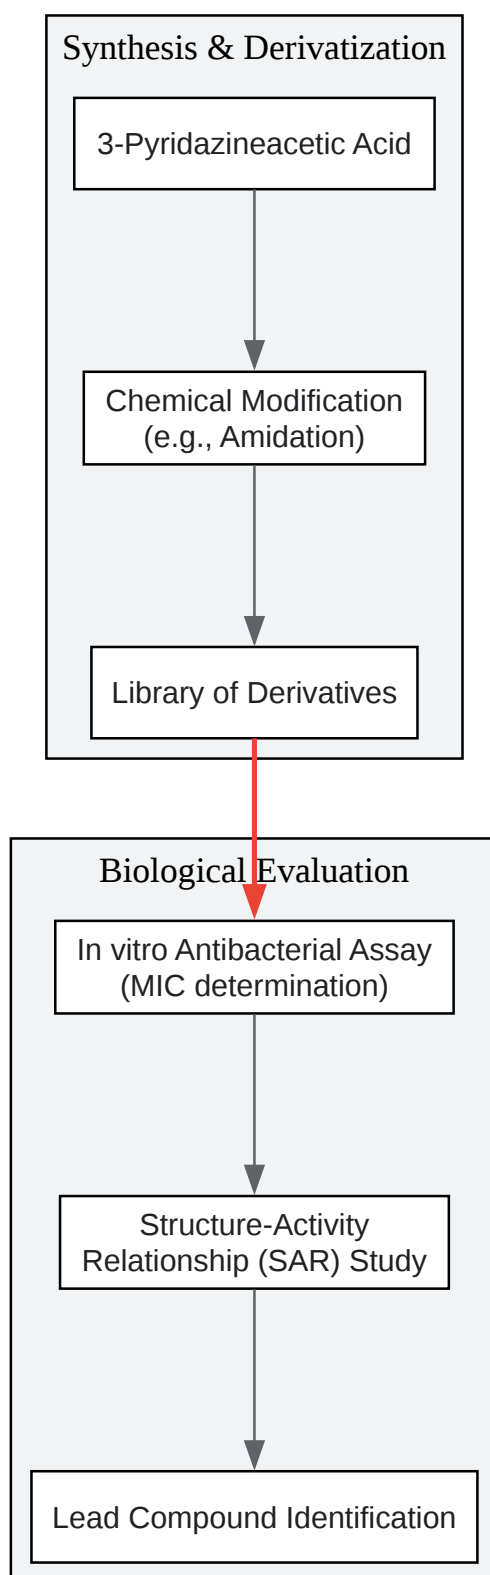 Synthesis & Derivatization
3-Pyridazineacetic Acid
Chemical Modification
(e.g., Amidation)
Library of Derivatives
Biological Evaluation
In vitro Antibacterial Assay
(MIC determination)
Structure-Activity
Relationship (SAR) Study
Lead Compound Identification